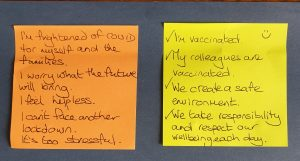 I'm frightened of COVID
for myself and the
families.
I worry what the future
will bring.
I feel helpless.
I can't face another
lockdown.
It's too stressful.
✓ I'm vaccinated
✓ My colleagues are
vaccinated.
✓ We create a safe
environment.
✓ We take responsibility
and respect our
wellbeing each day.